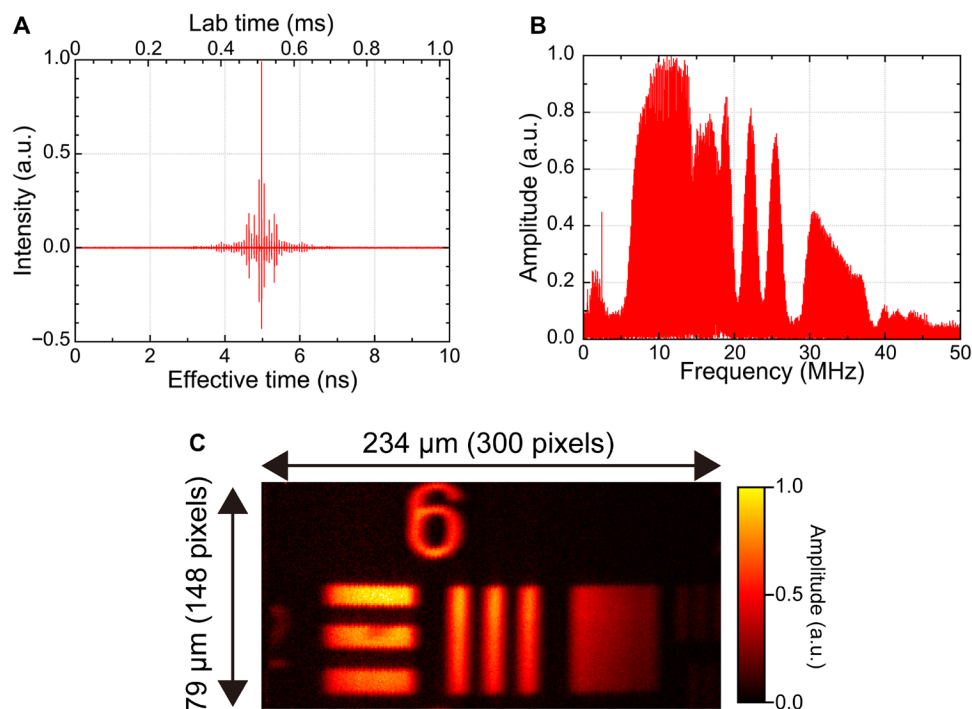 A
Lab time (ms)
0 0.2 0.4 0.6 0.8 1.0
1.0
0.5
0.0
−0.5
Intensity (a.u.)
0 2 4 6 8 10
Effective time (ns)
B
1.0
0.8
0.6
0.4
0.2
0.0
Amplitude (a.u.)
0 10 20 30 40 50
Frequency (MHz)
C
234 µm (300 pixels)
79 µm (148 pixels)
6
1.0
0.5
0.0
Amplitude (a.u.)